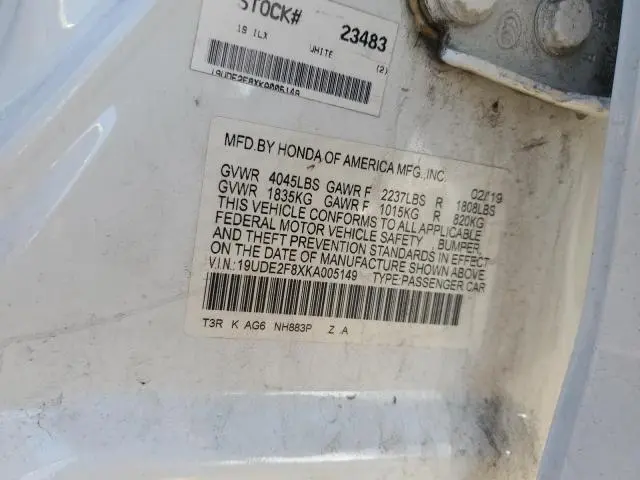 STOCK# 23483
19 ILX WHITE (2)
19UDE2F8XKA005149
MFD.BY HONDA OF AMERICA MFG.,INC. 02/19
GVWR 4045LBS GAWR F 2237LBS R 1808LBS
GVWR 1835KG GAWR F 1015KG R 820KG
THIS VEHICLE CONFORMS TO ALL APPLICABLE
FEDERAL MOTOR VEHICLE SAFETY, BUMPER,
AND THEFT PREVENTION STANDARDS IN EFFECT
ON THE DATE OF MANUFACTURE SHOWN ABOVE.
V.I.N.: 19UDE2F8XKA005149 TYPE:PASSENGER CAR
T3R K AG6 NH883P Z A